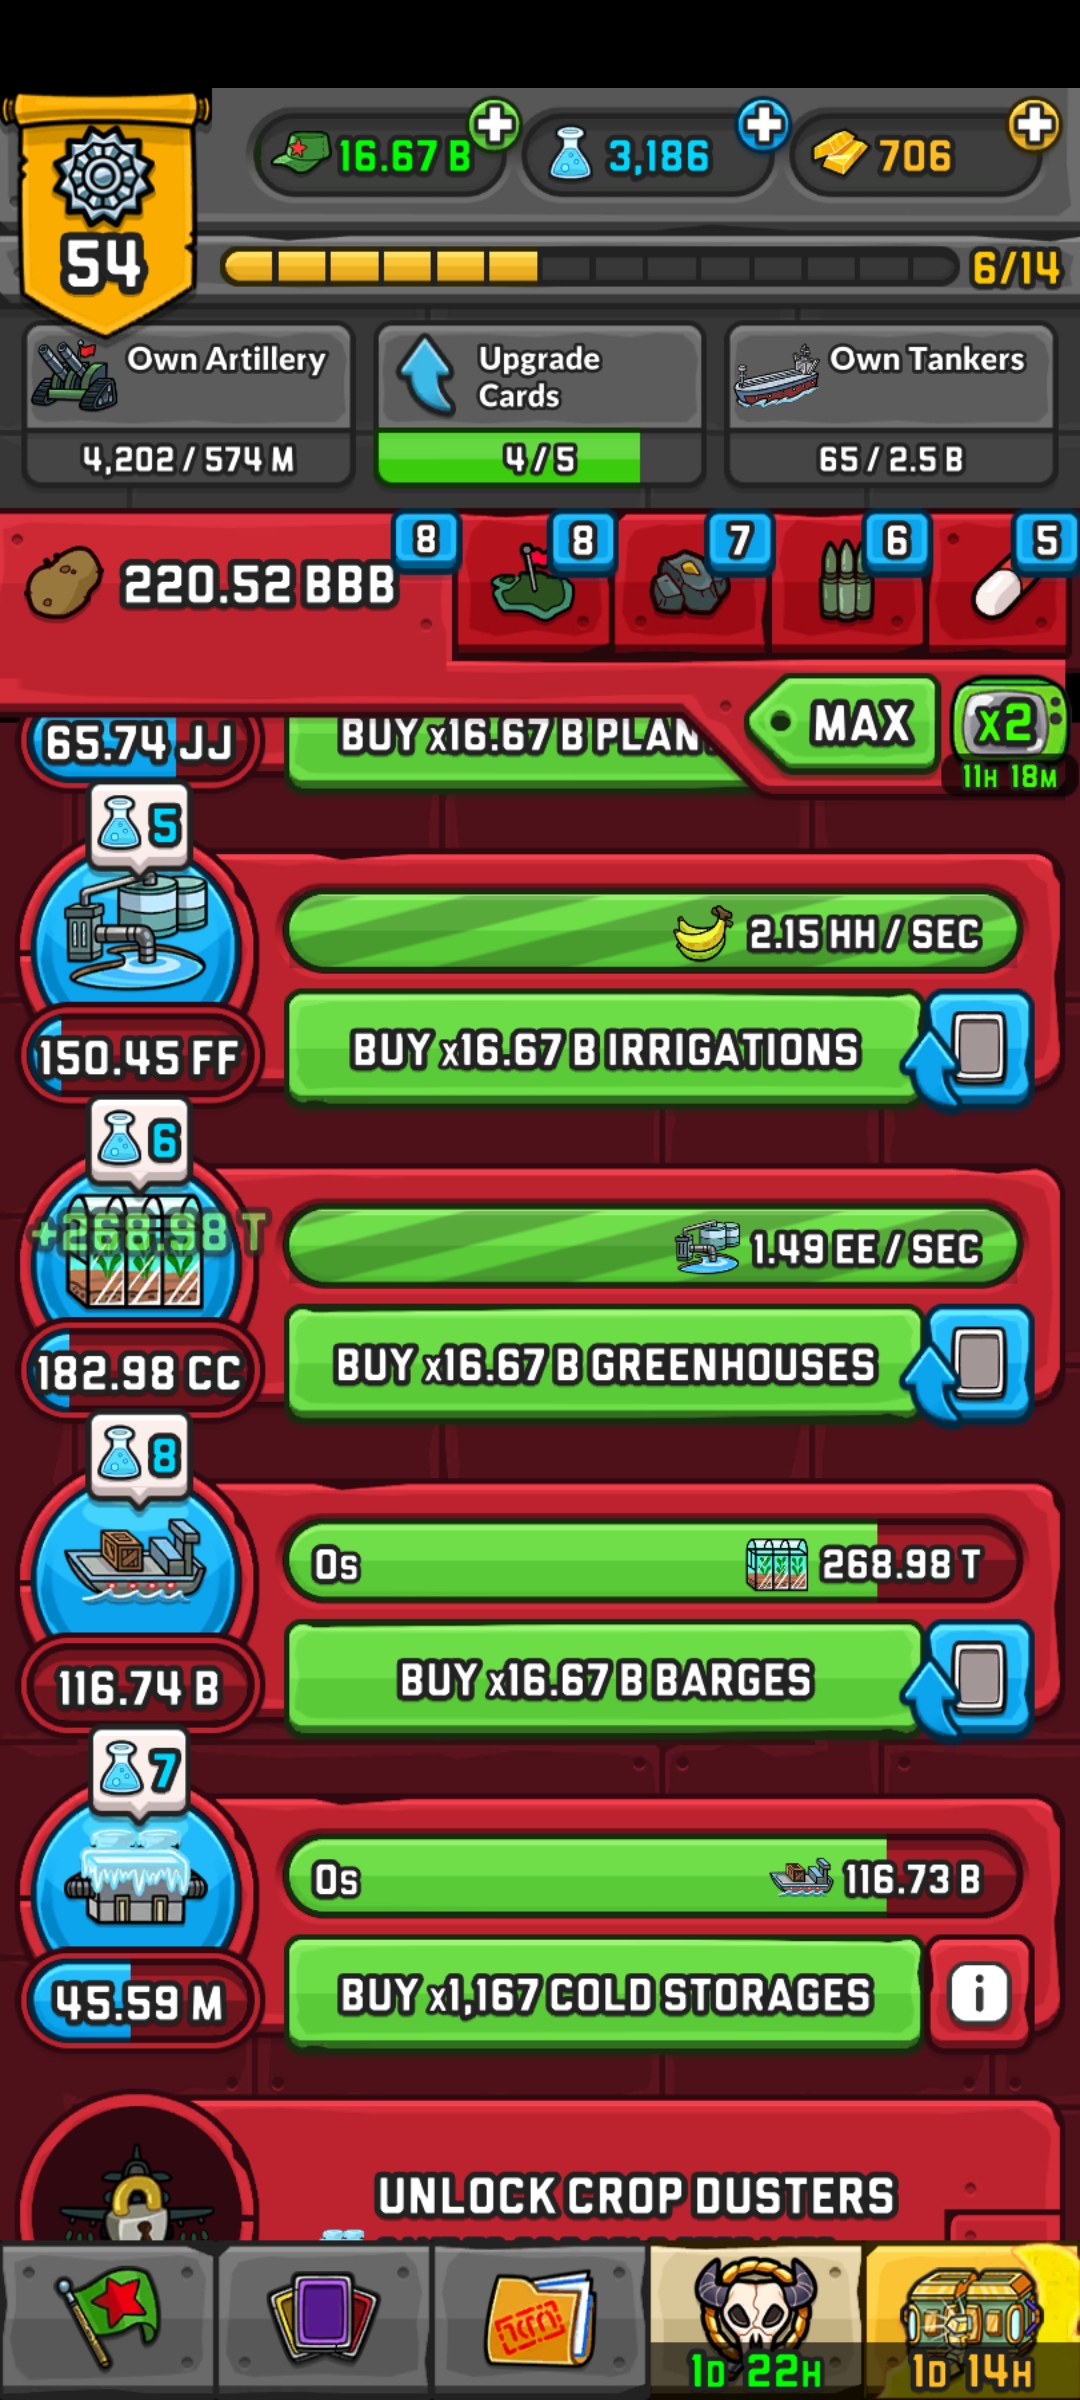 16.67 B
3,186
706
54
6/14
Own Artillery
4,202 / 574 M
Upgrade
Cards
4 / 5
Own Tankers
65 / 2.5 B
220.52 BBB
8
8
7
6
5
MAX
x2
11H 18M
65.74 JJ
BUY x16.67 B PLAN
5
2.15 HH / SEC
150.45 FF
BUY x16.67 B IRRIGATIONS
6
+268.98 T
1.49 EE / SEC
182.98 CC
BUY x16.67 B GREENHOUSES
8
0s
268.98 T
116.74 B
BUY x16.67 B BARGES
7
0s
116.73 B
45.59 M
BUY x1,167 COLD STORAGES
i
UNLOCK CROP DUSTERS
1D 22H
1D 14H